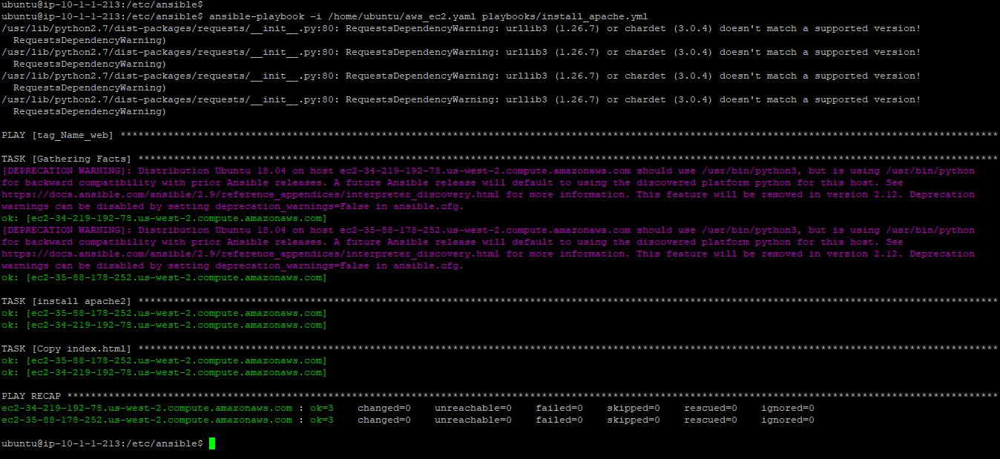 ubuntu@ip-10-1-1-213:/etc/ansible$
ubuntu@ip-10-1-1-213:/etc/ansible$ ansible-playbook -i /home/ubuntu/aws_ec2.yaml playbooks/install_apache.yml
/usr/lib/python2.7/dist-packages/requests/__init__.py:80: RequestsDependencyWarning: urllib3 (1.26.7) or chardet (3.0.4) doesn't match a supported version!
  RequestsDependencyWarning)
/usr/lib/python2.7/dist-packages/requests/__init__.py:80: RequestsDependencyWarning: urllib3 (1.26.7) or chardet (3.0.4) doesn't match a supported version!
  RequestsDependencyWarning)
/usr/lib/python2.7/dist-packages/requests/__init__.py:80: RequestsDependencyWarning: urllib3 (1.26.7) or chardet (3.0.4) doesn't match a supported version!
  RequestsDependencyWarning)
/usr/lib/python2.7/dist-packages/requests/__init__.py:80: RequestsDependencyWarning: urllib3 (1.26.7) or chardet (3.0.4) doesn't match a supported version!
  RequestsDependencyWarning)
PLAY [tag_Name_web] ****************************************************************************************************************************************************
TASK [Gathering Facts] *************************************************************************************************************************************************
[DEPRECATION WARNING]: Distribution Ubuntu 18.04 on host ec2-34-219-192-78.us-west-2.compute.amazonaws.com should use /usr/bin/python3, but is using /usr/bin/python
for backward compatibility with prior Ansible releases. A future Ansible release will default to using the discovered platform python for this host. See
https://docs.ansible.com/ansible/2.9/reference_appendices/interpreter_discovery.html for more information. This feature will be removed in version 2.12. Deprecation
warnings can be disabled by setting deprecation_warnings=False in ansible.cfg.
ok: [ec2-34-219-192-78.us-west-2.compute.amazonaws.com]
[DEPRECATION WARNING]: Distribution Ubuntu 18.04 on host ec2-35-88-178-252.us-west-2.compute.amazonaws.com should use /usr/bin/python3, but is using /usr/bin/python
for backward compatibility with prior Ansible releases. A future Ansible release will default to using the discovered platform python for this host. See
https://docs.ansible.com/ansible/2.9/reference_appendices/interpreter_discovery.html for more information. This feature will be removed in version 2.12. Deprecation
warnings can be disabled by setting deprecation_warnings=False in ansible.cfg.
ok: [ec2-35-88-178-252.us-west-2.compute.amazonaws.com]
TASK [install apache2] *************************************************************************************************************************************************
ok: [ec2-35-88-178-252.us-west-2.compute.amazonaws.com]
ok: [ec2-34-219-192-78.us-west-2.compute.amazonaws.com]
TASK [Copy index.html] *************************************************************************************************************************************************
ok: [ec2-35-88-178-252.us-west-2.compute.amazonaws.com]
ok: [ec2-34-219-192-78.us-west-2.compute.amazonaws.com]
PLAY RECAP *************************************************************************************************************************************************************
ec2-34-219-192-78.us-west-2.compute.amazonaws.com : ok=3    changed=0    unreachable=0    failed=0    skipped=0    rescued=0    ignored=0
ec2-35-88-178-252.us-west-2.compute.amazonaws.com : ok=3    changed=0    unreachable=0    failed=0    skipped=0    rescued=0    ignored=0
ubuntu@ip-10-1-1-213:/etc/ansible$